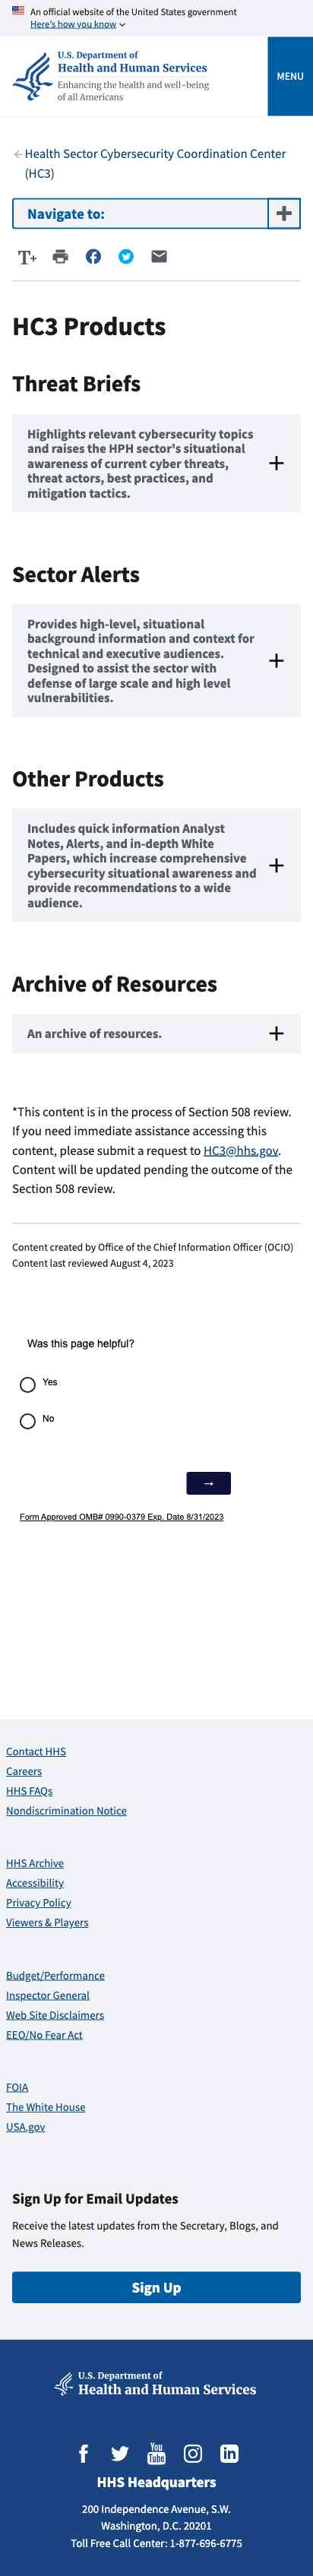 An official website of the United States government
Here's how you know
U.S. Department of
Health and Human Services
Enhancing the health and well-being
of all Americans
MENU
Health Sector Cybersecurity Coordination Center
(HC3)
Navigate to:
T+
HC3 Products
Threat Briefs
Highlights relevant cybersecurity topics
and raises the HPH sector's situational
awareness of current cyber threats,
threat actors, best practices, and
mitigation tactics.
Sector Alerts
Provides high-level, situational
background information and context for
technical and executive audiences.
Designed to assist the sector with
defense of large scale and high level
vulnerabilities.
Other Products
Includes quick information Analyst
Notes, Alerts, and in-depth White
Papers, which increase comprehensive
cybersecurity situational awareness and
provide recommendations to a wide
audience.
Archive of Resources
An archive of resources.
*This content is in the process of Section 508 review.
If you need immediate assistance accessing this
content, please submit a request to HC3@hhs.gov.
Content will be updated pending the outcome of the
Section 508 review.
Content created by Office of the Chief Information Officer (OCIO)
Content last reviewed August 4, 2023
Was this page helpful?
Yes
No
→
Form Approved OMB# 0990-0379 Exp. Date 8/31/2023
Contact HHS
Careers
HHS FAQs
Nondiscrimination Notice
HHS Archive
Accessibility
Privacy Policy
Viewers & Players
Budget/Performance
Inspector General
Web Site Disclaimers
EEO/No Fear Act
FOIA
The White House
USA.gov
Sign Up for Email Updates
Receive the latest updates from the Secretary, Blogs, and
News Releases.
Sign Up
U.S. Department of
Health and Human Services
You Tube
HHS Headquarters
200 Independence Avenue, S.W.
Washington, D.C. 20201
Toll Free Call Center: 1-877-696-6775